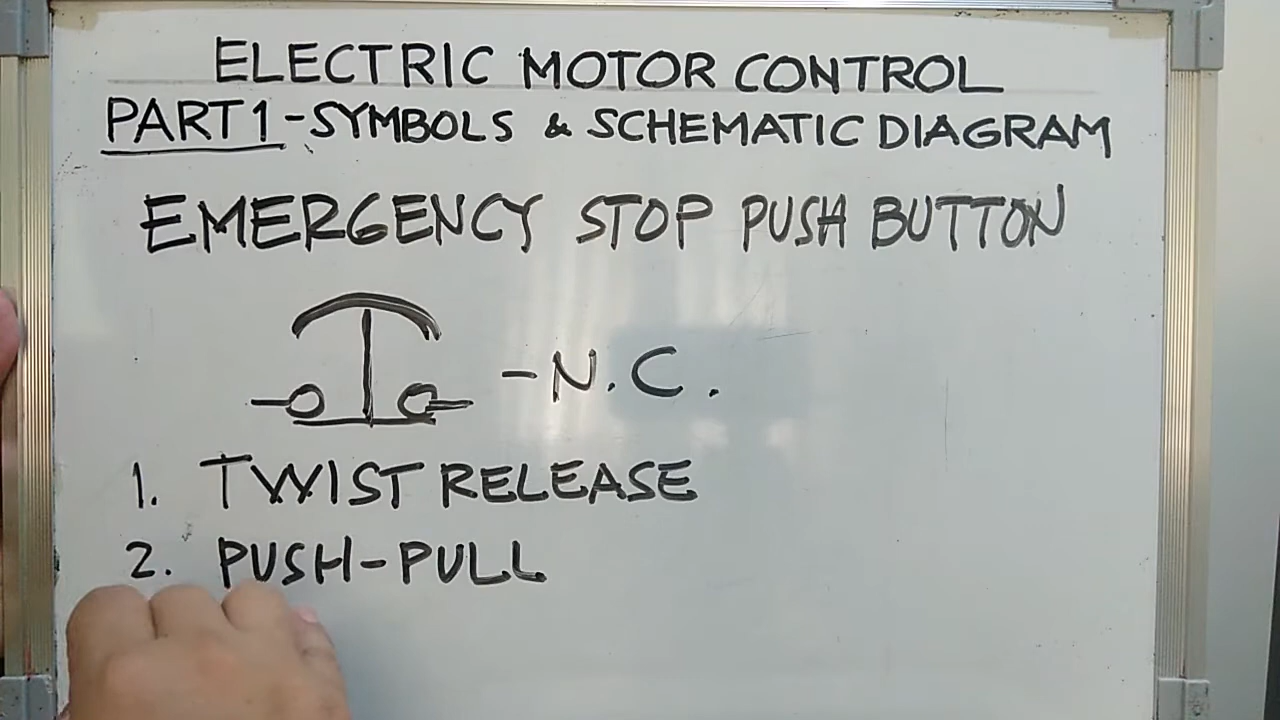 ELECTRIC MOTOR CONTROL
PART 1 - SYMBOLS & SCHEMATIC DIAGRAM
EMERGENCY STOP PUSH BUTTON
- N.C.
1. TWIST RELEASE
2. PUSH-PULL